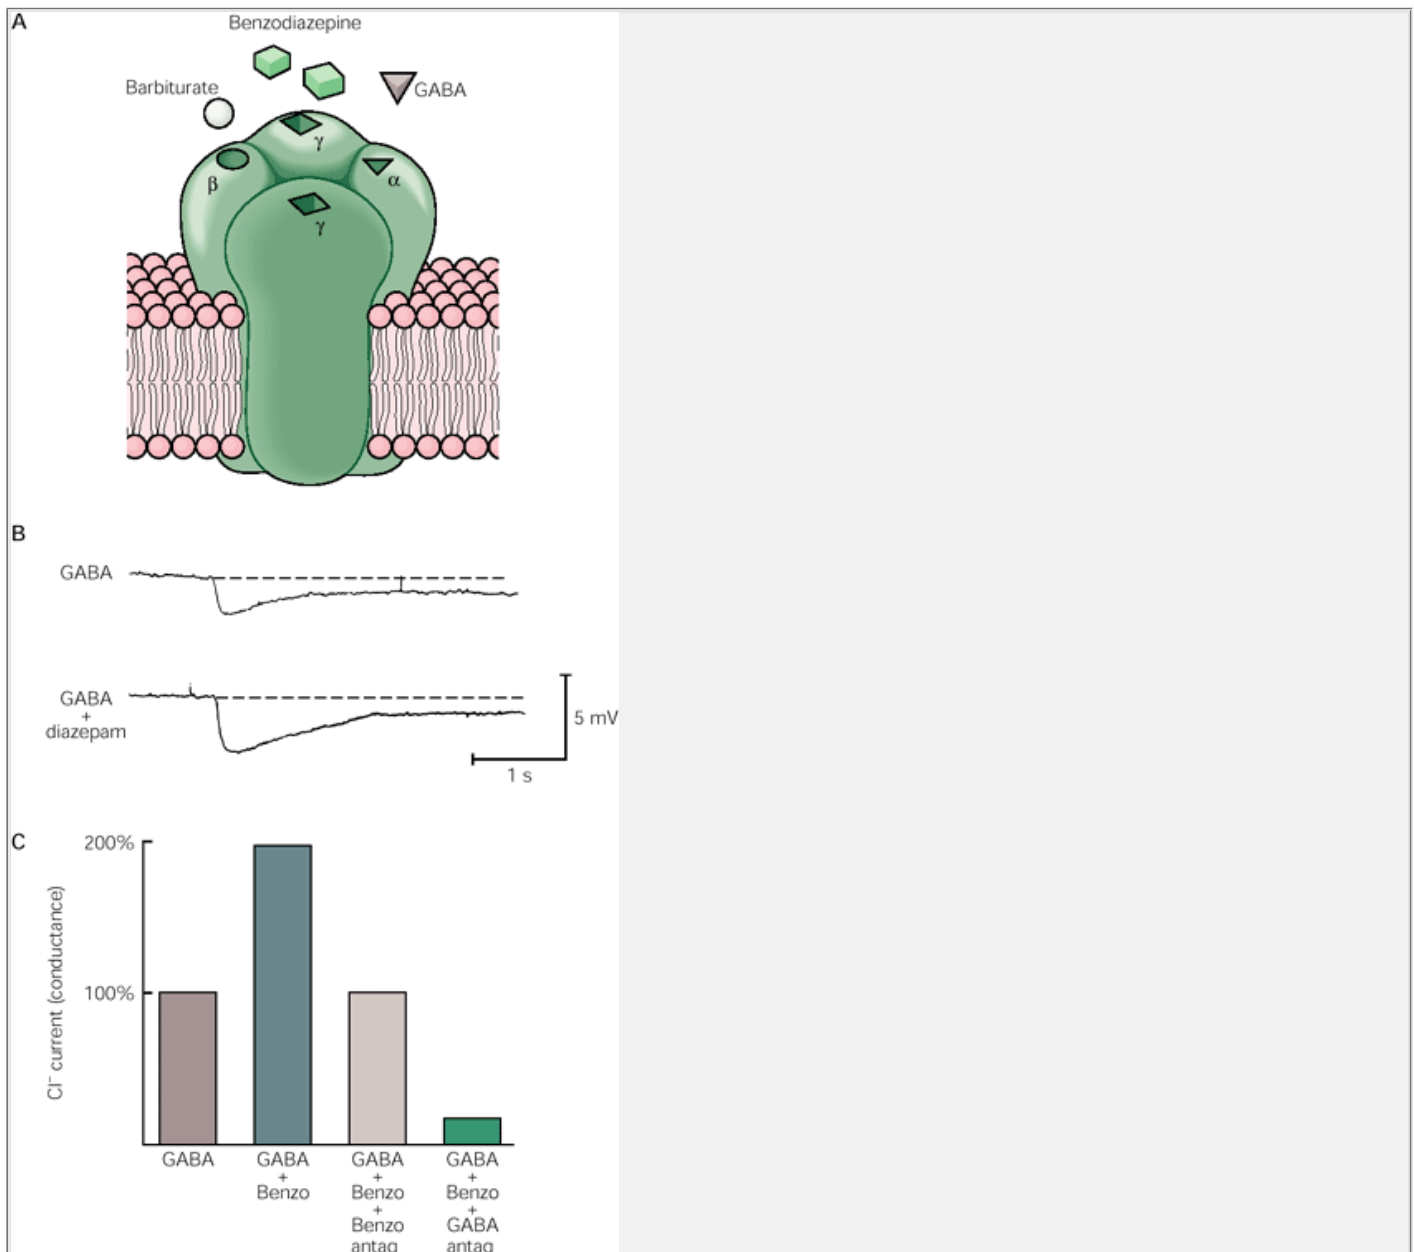 A
Benzodiazepine
Barbiturate
GABA
γ
β
α
γ
B
GABA
GABA
+
diazepam
5 mV
1 s
C
200%
100%
Cl⁻ current (conductance)
GABA
GABA
+
Benzo
GABA
+
Benzo
+
Benzo
antag
GABA
+
Benzo
+
GABA
antag